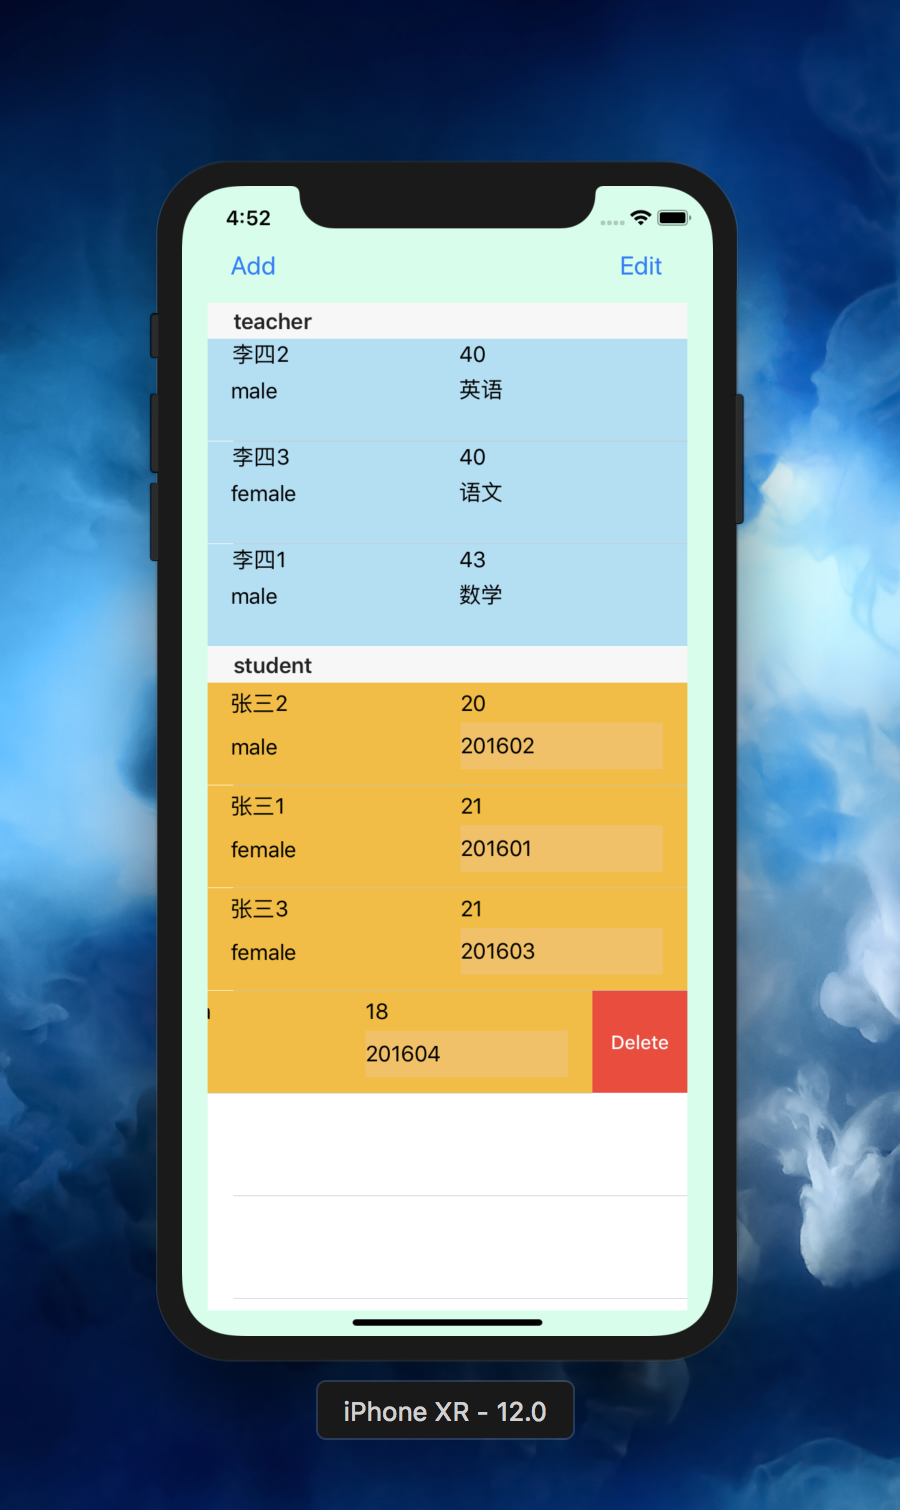 4:52
Add Edit
teacher
李四2 40
male 英语
李四3 40
female 语文
李四1 43
male 数学
student
张三2 20
male 201602
张三1 21
female 201601
张三3 21
female 201603
18
201604 Delete
iPhone XR - 12.0